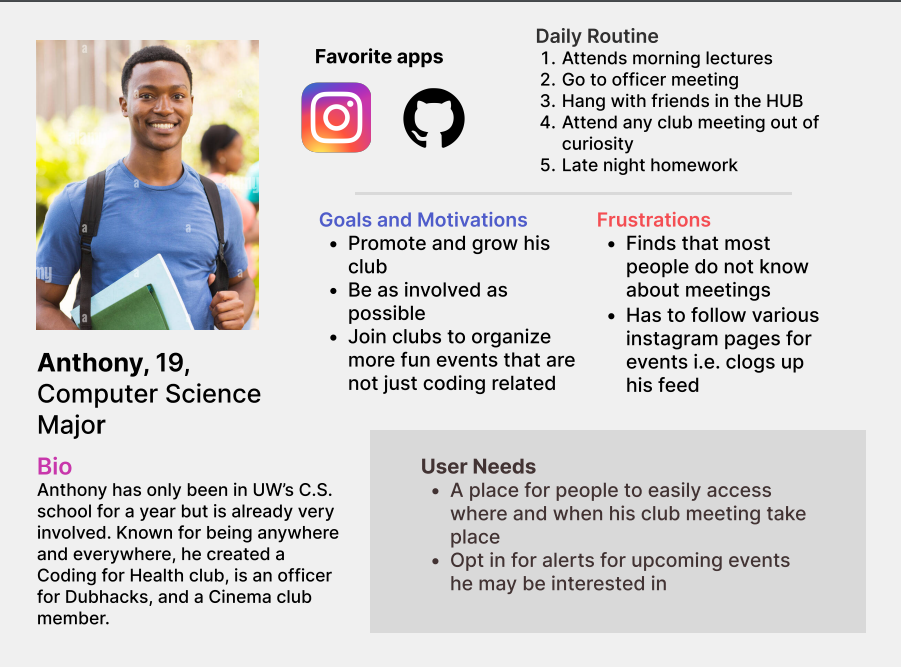 Favorite apps
Daily Routine
1. Attends morning lectures
2. Go to officer meeting
3. Hang with friends in the HUB
4. Attend any club meeting out of
curiosity
5. Late night homework
Goals and Motivations
• Promote and grow his
club
• Be as involved as
possible
• Join clubs to organize
more fun events that are
not just coding related
Frustrations
• Finds that most
people do not know
about meetings
• Has to follow various
instagram pages for
events i.e. clogs up
his feed
Anthony, 19,
Computer Science
Major
Bio
Anthony has only been in UW’s C.S.
school for a year but is already very
involved. Known for being anywhere
and everywhere, he created a
Coding for Health club, is an officer
for Dubhacks, and a Cinema club
member.
User Needs
• A place for people to easily access
where and when his club meeting take
place
• Opt in for alerts for upcoming events
he may be interested in